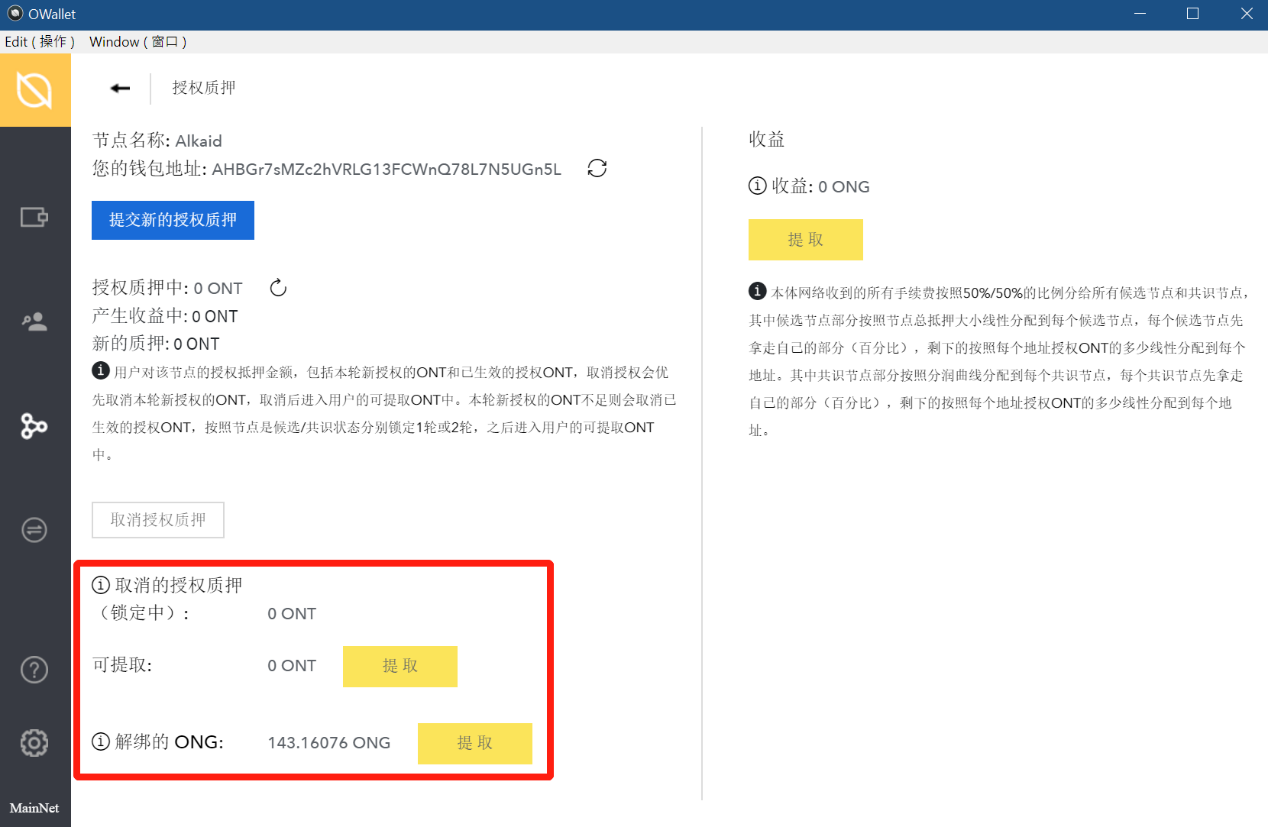 OWallet
Edit ( 操作 ) Window ( 窗口 )
授权质押
节点名称: Alkaid
您的钱包地址: AHBGr7sMZc2hVRLG13FCWnQ78L7N5UGn5L
提交新的授权质押
授权质押中: 0 ONT
产生收益中: 0 ONT
新的质押: 0 ONT
用户对该节点的授权抵押金额，包括本轮新授权的ONT和已生效的授权ONT，取消授权会优
先取消本轮新授权的ONT，取消后进入用户的可提取ONT中。本轮新授权的ONT不足则会取消已
生效的授权ONT，按照节点是候选/共识状态分别锁定1轮或2轮，之后进入用户的可提取ONT
中。
取消授权质押
取消的授权质押
（锁定中）: 0 ONT
可提取: 0 ONT 提 取
解绑的 ONG: 143.16076 ONG 提 取
收益
收益: 0 ONG
提 取
本体网络收到的所有手续费按照50%/50%的比例分给所有候选节点和共识节点，
其中候选节点部分按照节点总抵押大小线性分配到每个候选节点，每个候选节点先
拿走自己的部分（百分比），剩下的按照每个地址授权ONT的多少线性分配到每个
地址。其中共识节点部分按照分润曲线分配到每个共识节点，每个共识节点先拿走
自己的部分（百分比），剩下的按照每个地址授权ONT的多少线性分配到每个地
址。
MainNet